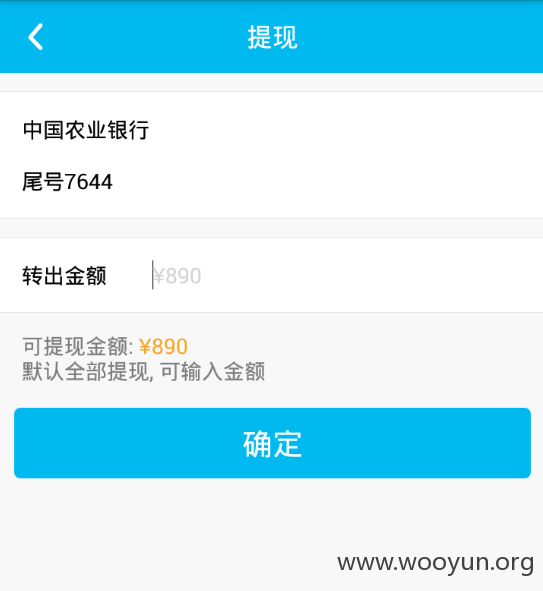 提现
中国农业银行
尾号7644
转出金额 ¥890
可提现金额: ¥890
默认全部提现, 可输入金额
确定
www.wooyun.org